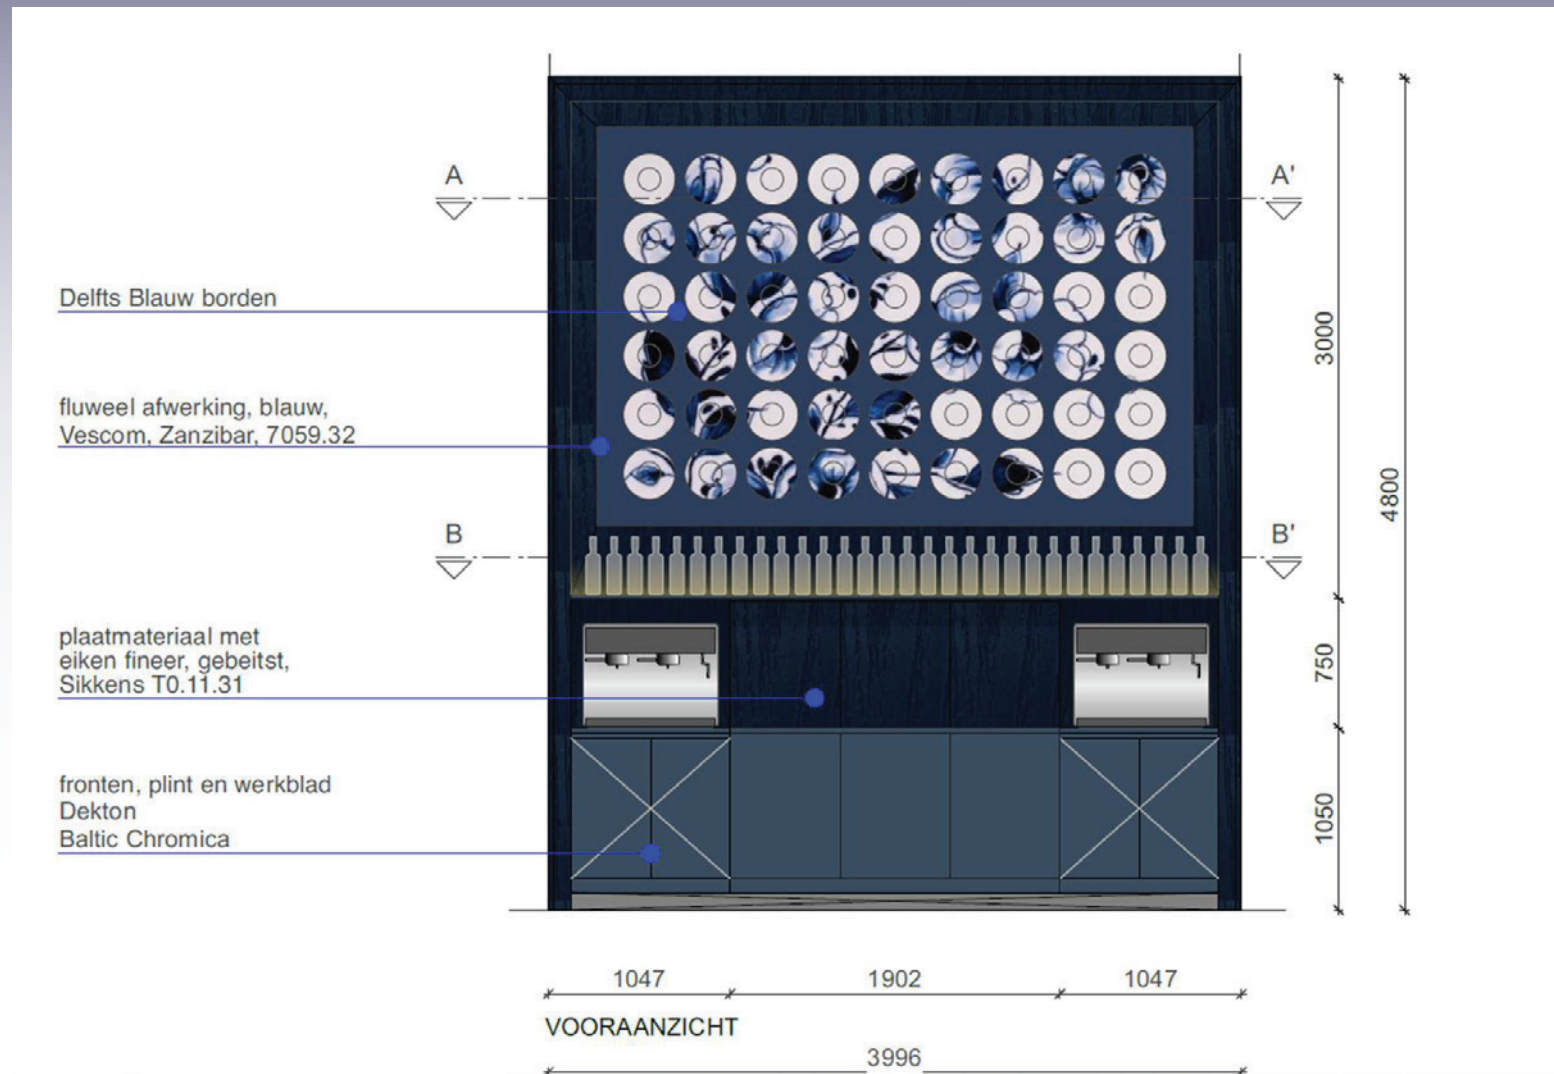 A
A'
Delfts Blauw borden
3000
fluweel afwerking, blauw,
Vescom, Zanzibar, 7059.32
4800
B
B'
plaatmateriaal met
eiken fineer, gebeitst,
Sikkens T0.11.31
750
fronten, plint en werkblad
Dekton
Baltic Chromica
1050
1047
1902
1047
VOORAANZICHT
3996